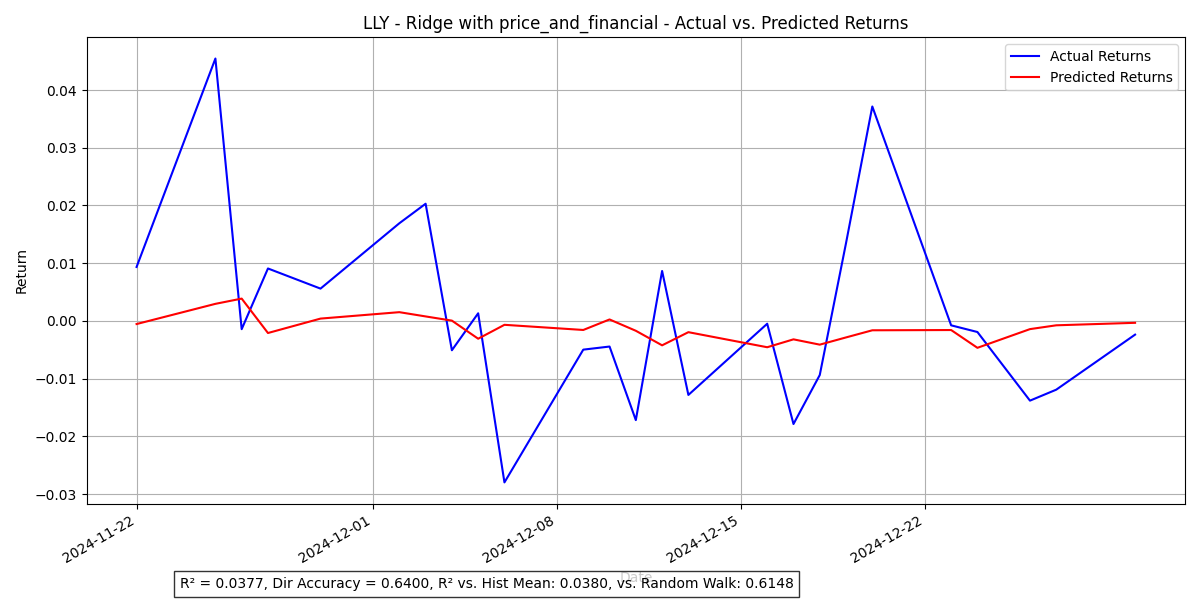 LLY - Ridge with price_and_financial - Actual vs. Predicted Returns
Actual Returns
Predicted Returns
Return
0.04
0.03
0.02
0.01
0.00
−0.01
−0.02
−0.03
2024-11-22
2024-12-01
2024-12-08
2024-12-15
2024-12-22
Date
R² = 0.0377, Dir Accuracy = 0.6400, R² vs. Hist Mean: 0.0380, vs. Random Walk: 0.6148